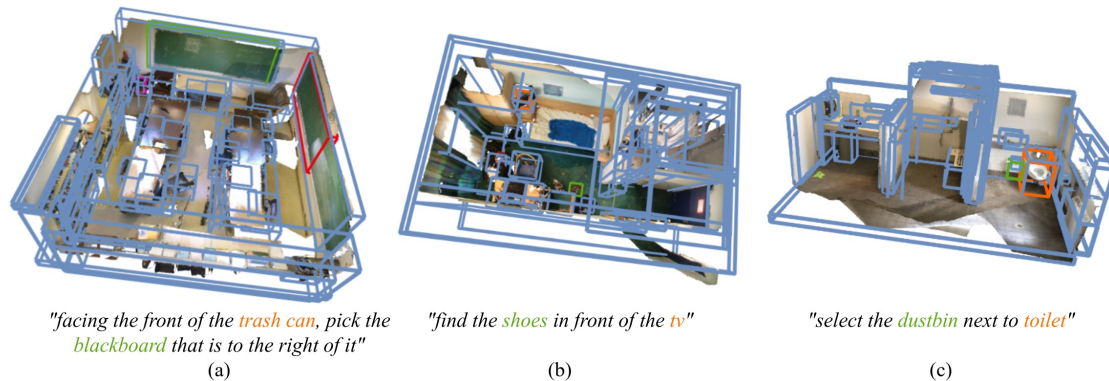 "facing the front of the trash can, pick the
blackboard that is to the right of it"
(a)
"find the shoes in front of the tv"
(b)
"select the dustbin next to toilet"
(c)